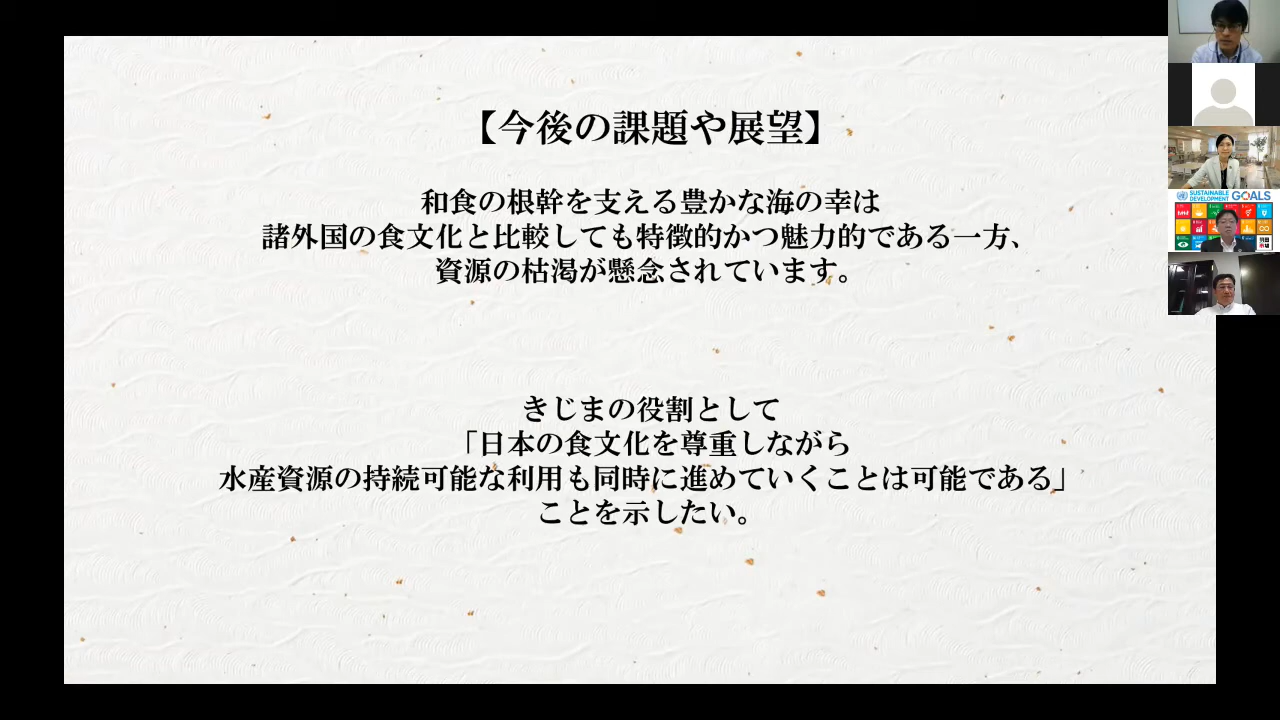 【今後の課題や展望】
和食の根幹を支える豊かな海の幸は
諸外国の食文化と比較しても特徴的かつ魅力的である一方、
資源の枯渇が懸念されています。
きじまの役割として
「日本の食文化を尊重しながら
水産資源の持続可能な利用も同時に進めていくことは可能である」
ことを示したい。
SUSTAINABLE
DEVELOPMENT
GOALS